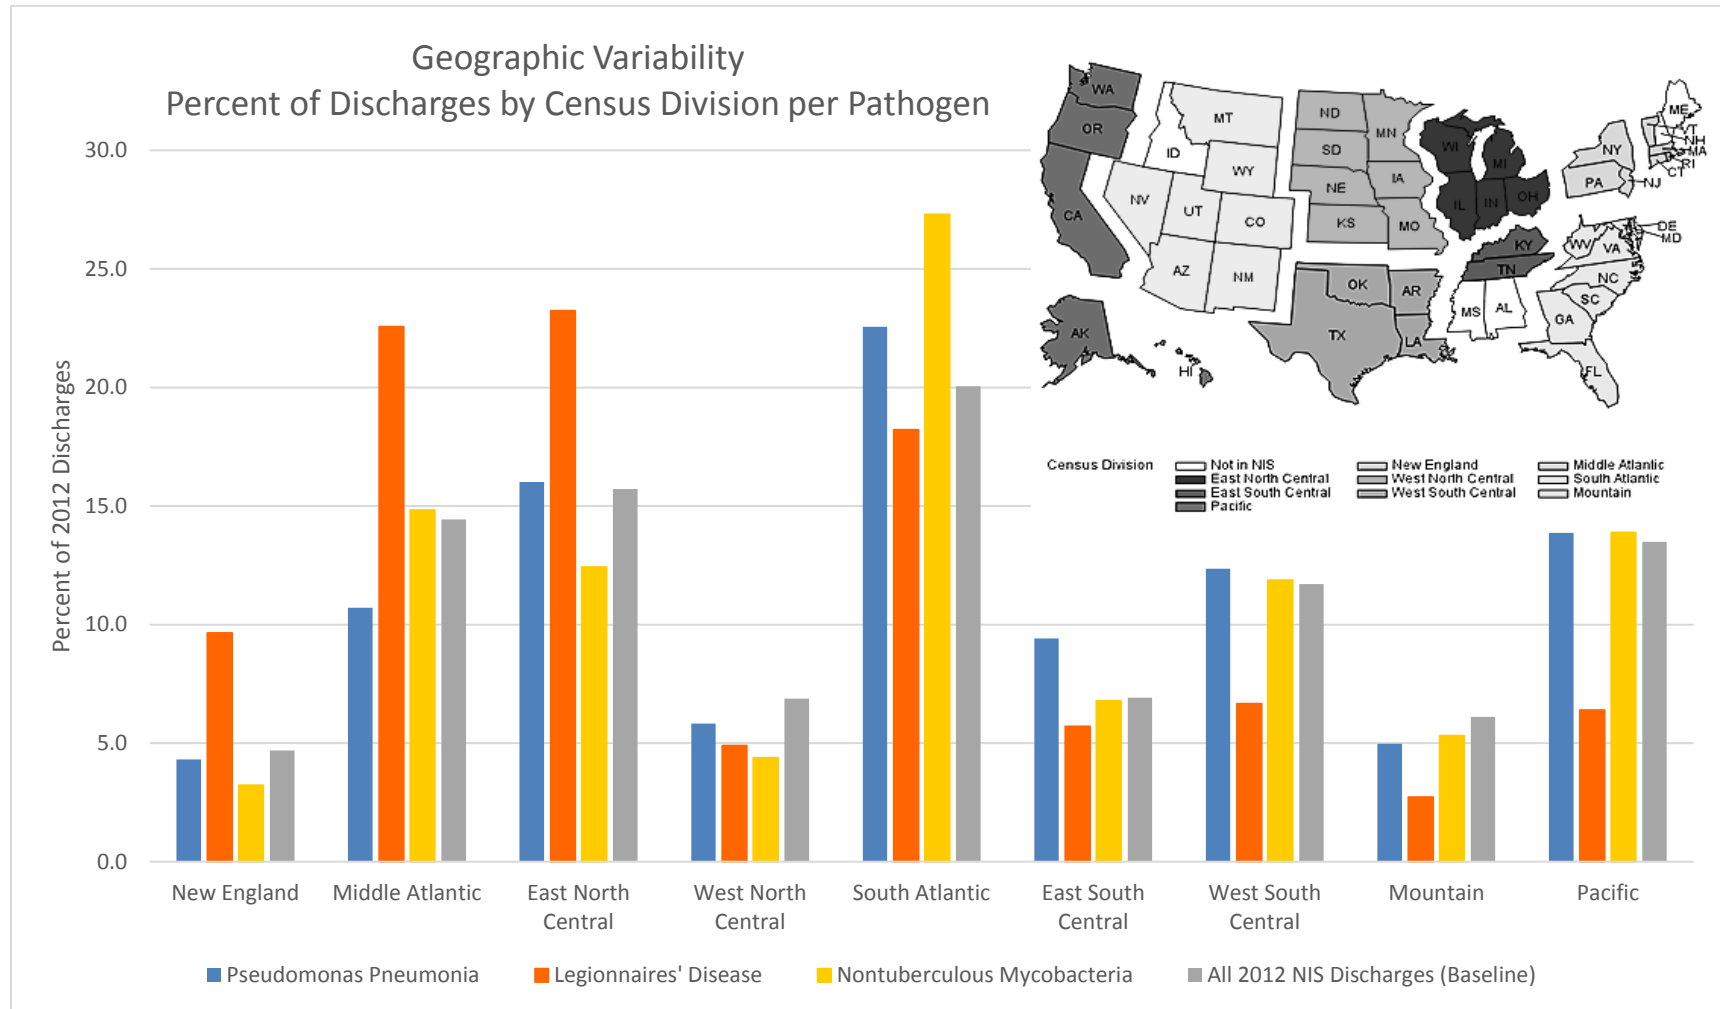 Geographic Variability
Percent of Discharges by Census Division per Pathogen
Percent of 2012 Discharges
30.0
25.0
20.0
15.0
10.0
5.0
0.0
New England
Middle Atlantic
East North
Central
West North
Central
South Atlantic
East South
Central
West South
Central
Mountain
Pacific
Pseudomonas Pneumonia
Legionnaires' Disease
Nontuberculous Mycobacteria
All 2012 NIS Discharges (Baseline)
WA
OR
CA
AK
HI
MT
ID
WY
NV
UT
CO
AZ
NM
ND
SD
NE
KS
MN
IA
MO
OK
AR
TX
LA
WI
MI
IL
IN
OH
KY
TN
MS
AL
NY
PA
NJ
ME
VT
NH
MA
RI
CT
DE
MD
WV
VA
NC
SC
GA
FL
Census Division
Not in NIS
New England
Middle Atlantic
East North Central
West North Central
South Atlantic
East South Central
West South Central
Mountain
Pacific